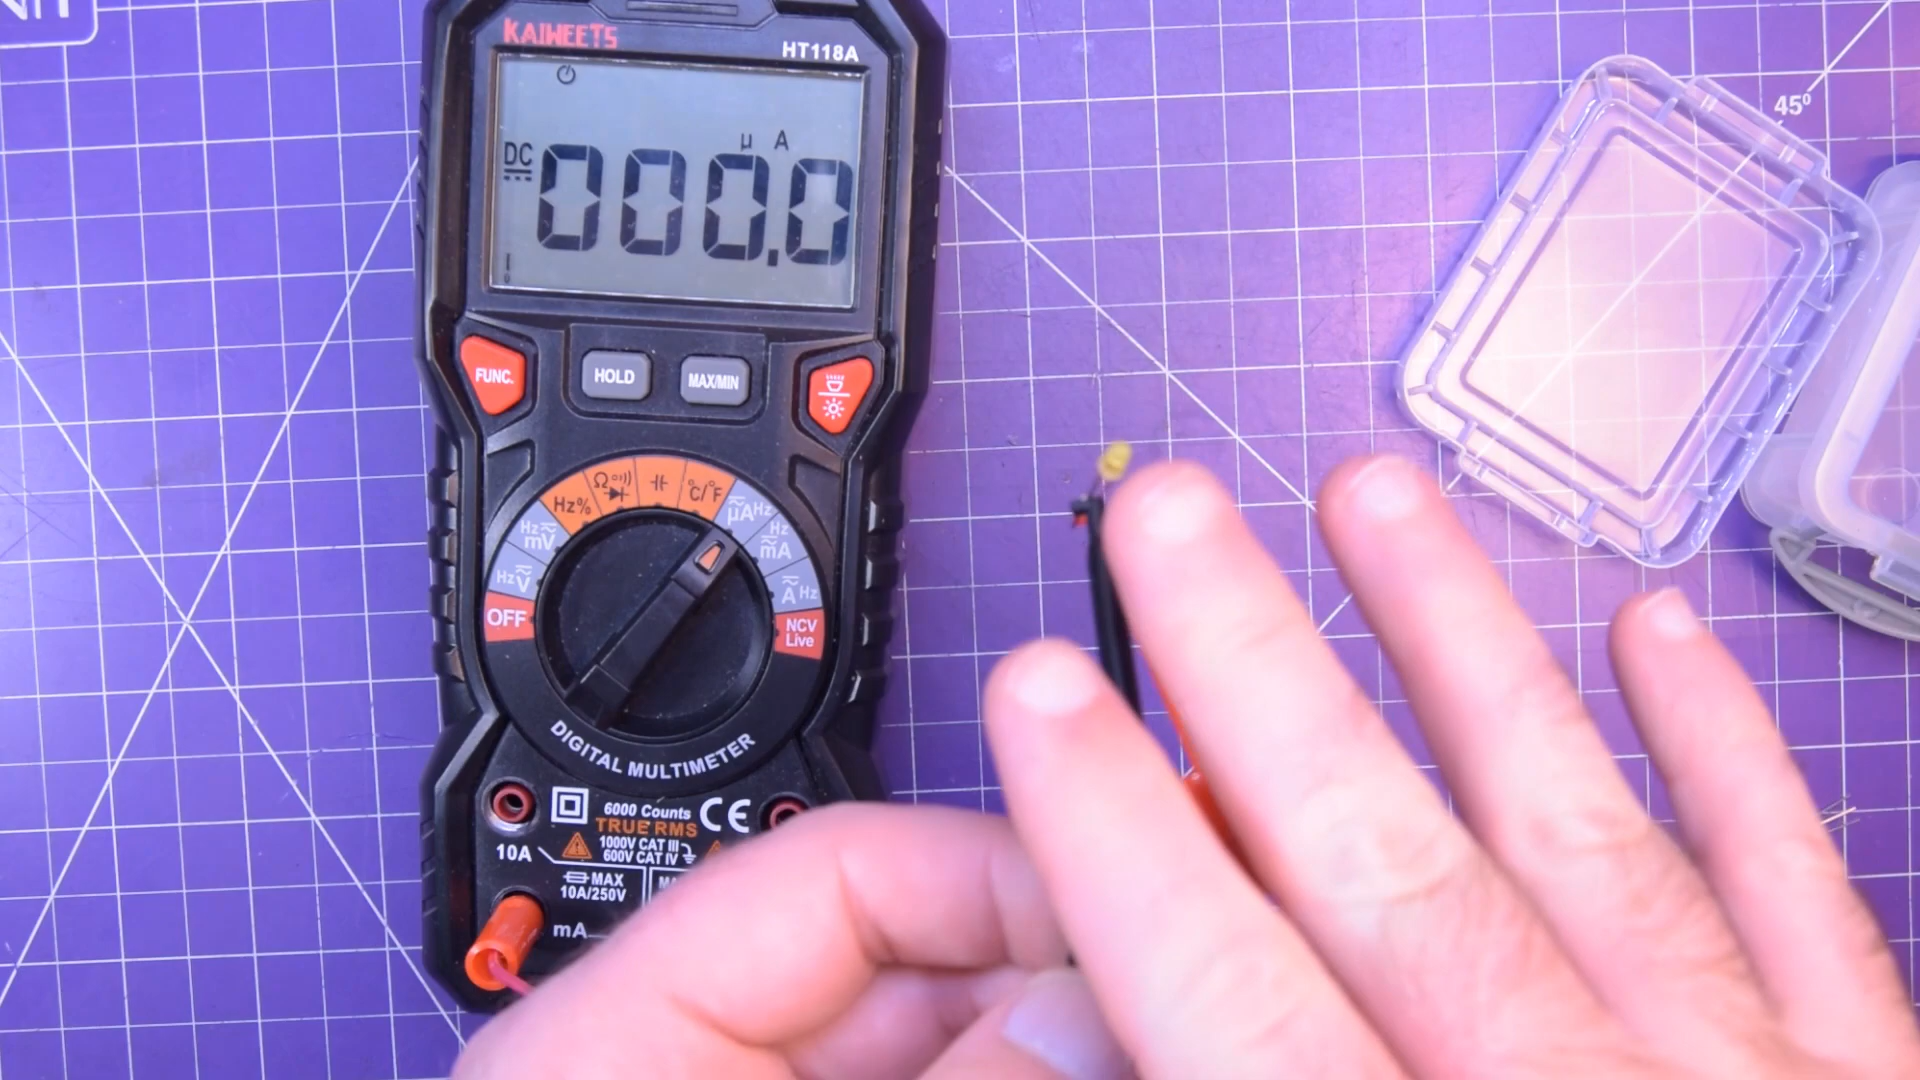 KAIWEETS
HT118A
45°
µ A
DC 000.0
FUNC.
HOLD
MAX/MIN
Hz%
Ω
°C/°F
µA Hz
Hz mV
Hz mA
Hz V
A Hz
OFF
NCV Live
DIGITAL MULTIMETER
6000 Counts
TRUE RMS
CE
1000V CAT III
600V CAT IV
10A
MAX
10A/250V
mA